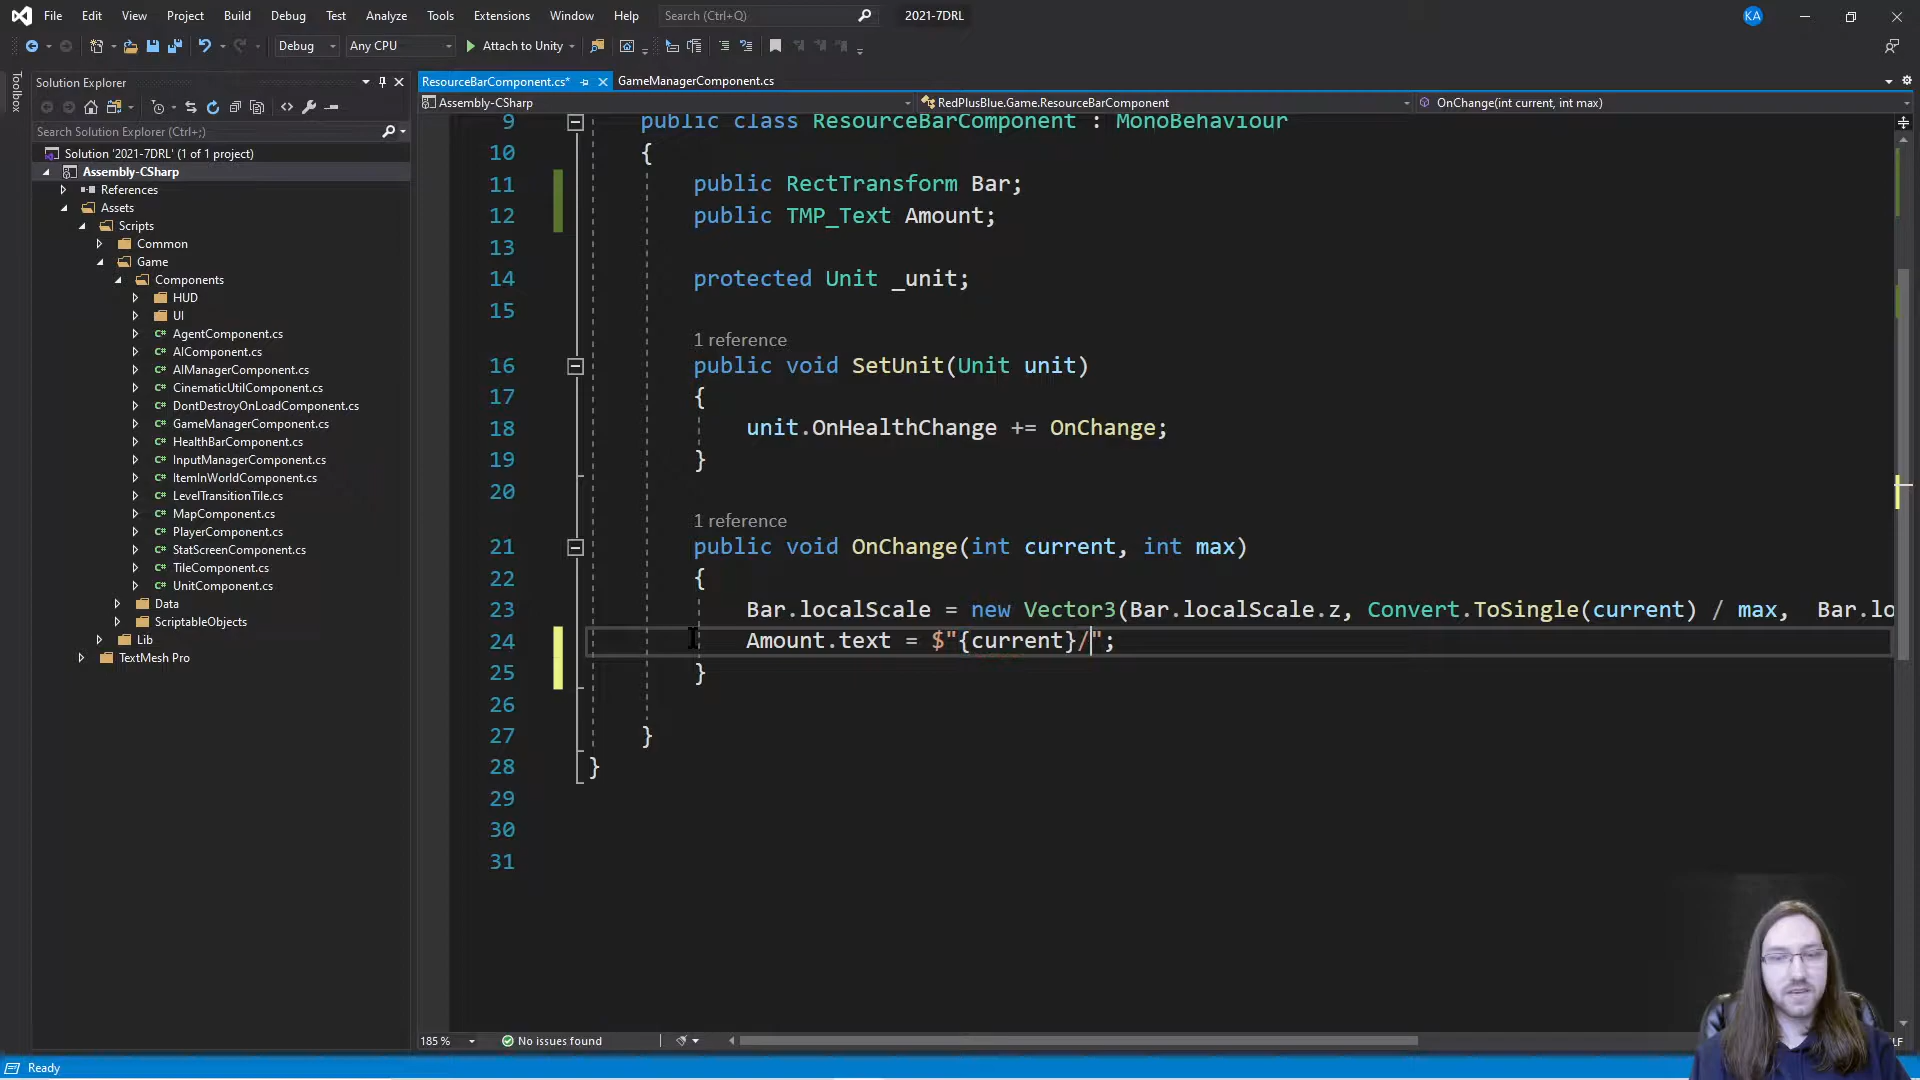 File Edit View Project Build Debug Test Analyze Tools Extensions Window Help Search (Ctrl+Q) 2021-7DRL KA
Debug Any CPU Attach to Unity
Toolbox
Solution Explorer
Search Solution Explorer (Ctrl+;)
Solution '2021-7DRL' (1 of 1 project)
Assembly-CSharp
References
Assets
Scripts
Common
Game
Components
HUD
UI
C# AgentComponent.cs
C# AIComponent.cs
C# AIManagerComponent.cs
C# CinematicUtilComponent.cs
C# DontDestroyOnLoadComponent.cs
C# GameManagerComponent.cs
C# HealthBarComponent.cs
C# InputManagerComponent.cs
C# ItemInWorldComponent.cs
C# LevelTransitionTile.cs
C# MapComponent.cs
C# PlayerComponent.cs
C# StatScreenComponent.cs
C# TileComponent.cs
C# UnitComponent.cs
Data
ScriptableObjects
Lib
TextMesh Pro
ResourceBarComponent.cs* GameManagerComponent.cs
Assembly-CSharp RedPlusBlue.Game.ResourceBarComponent OnChange(int current, int max)
9 public class ResourceBarComponent : MonoBehaviour
10 {
11 public RectTransform Bar;
12 public TMP_Text Amount;
13
14 protected Unit _unit;
15
1 reference
16 public void SetUnit(Unit unit)
17 {
18 unit.OnHealthChange += OnChange;
19 }
20
1 reference
21 public void OnChange(int current, int max)
22 {
23 Bar.localScale = new Vector3(Bar.localScale.z, Convert.ToSingle(current) / max, Bar.lo
24 Amount.text = $"{current}/";
25 }
26
27 }
28 }
29
30
31
185 % No issues found
Ready